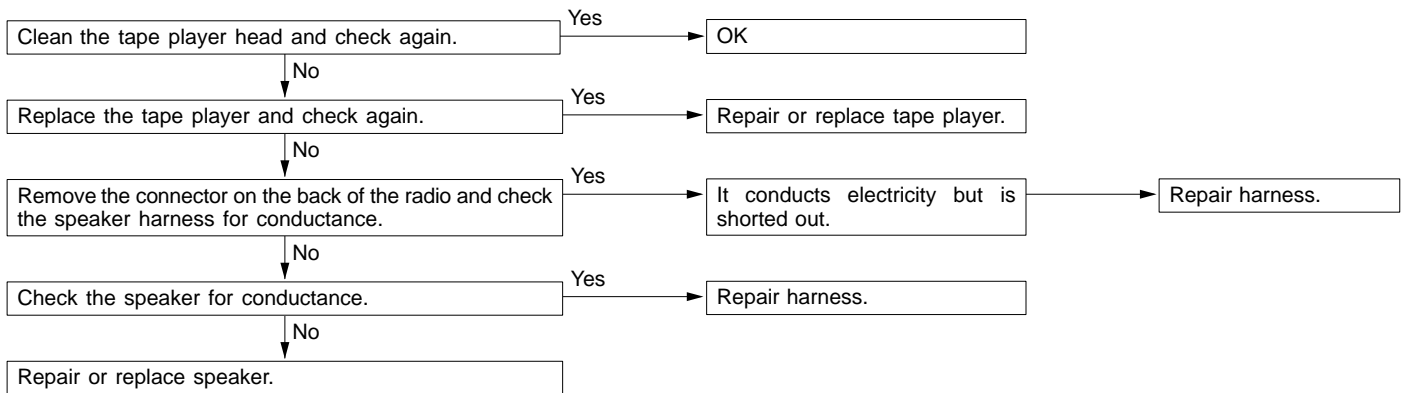 Clean the tape player head and check again.
Yes
OK
No
Replace the tape player and check again.
Yes
Repair or replace tape player.
No
Remove the connector on the back of the radio and check
the speaker harness for conductance.
Yes
It conducts electricity but is
shorted out.
Repair harness.
No
Check the speaker for conductance.
Yes
Repair harness.
No
Repair or replace speaker.